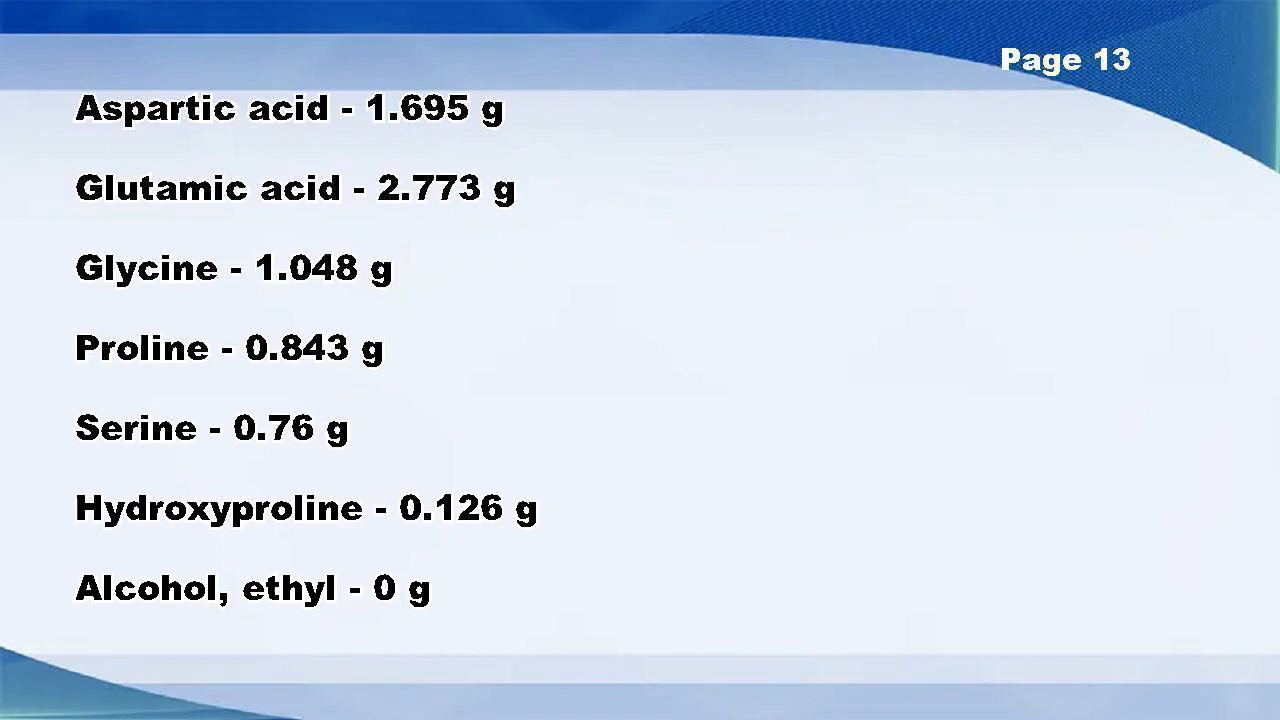 Page 13
Aspartic acid - 1.695 g
Glutamic acid - 2.773 g
Glycine - 1.048 g
Proline - 0.843 g
Serine - 0.76 g
Hydroxyproline - 0.126 g
Alcohol, ethyl - 0 g